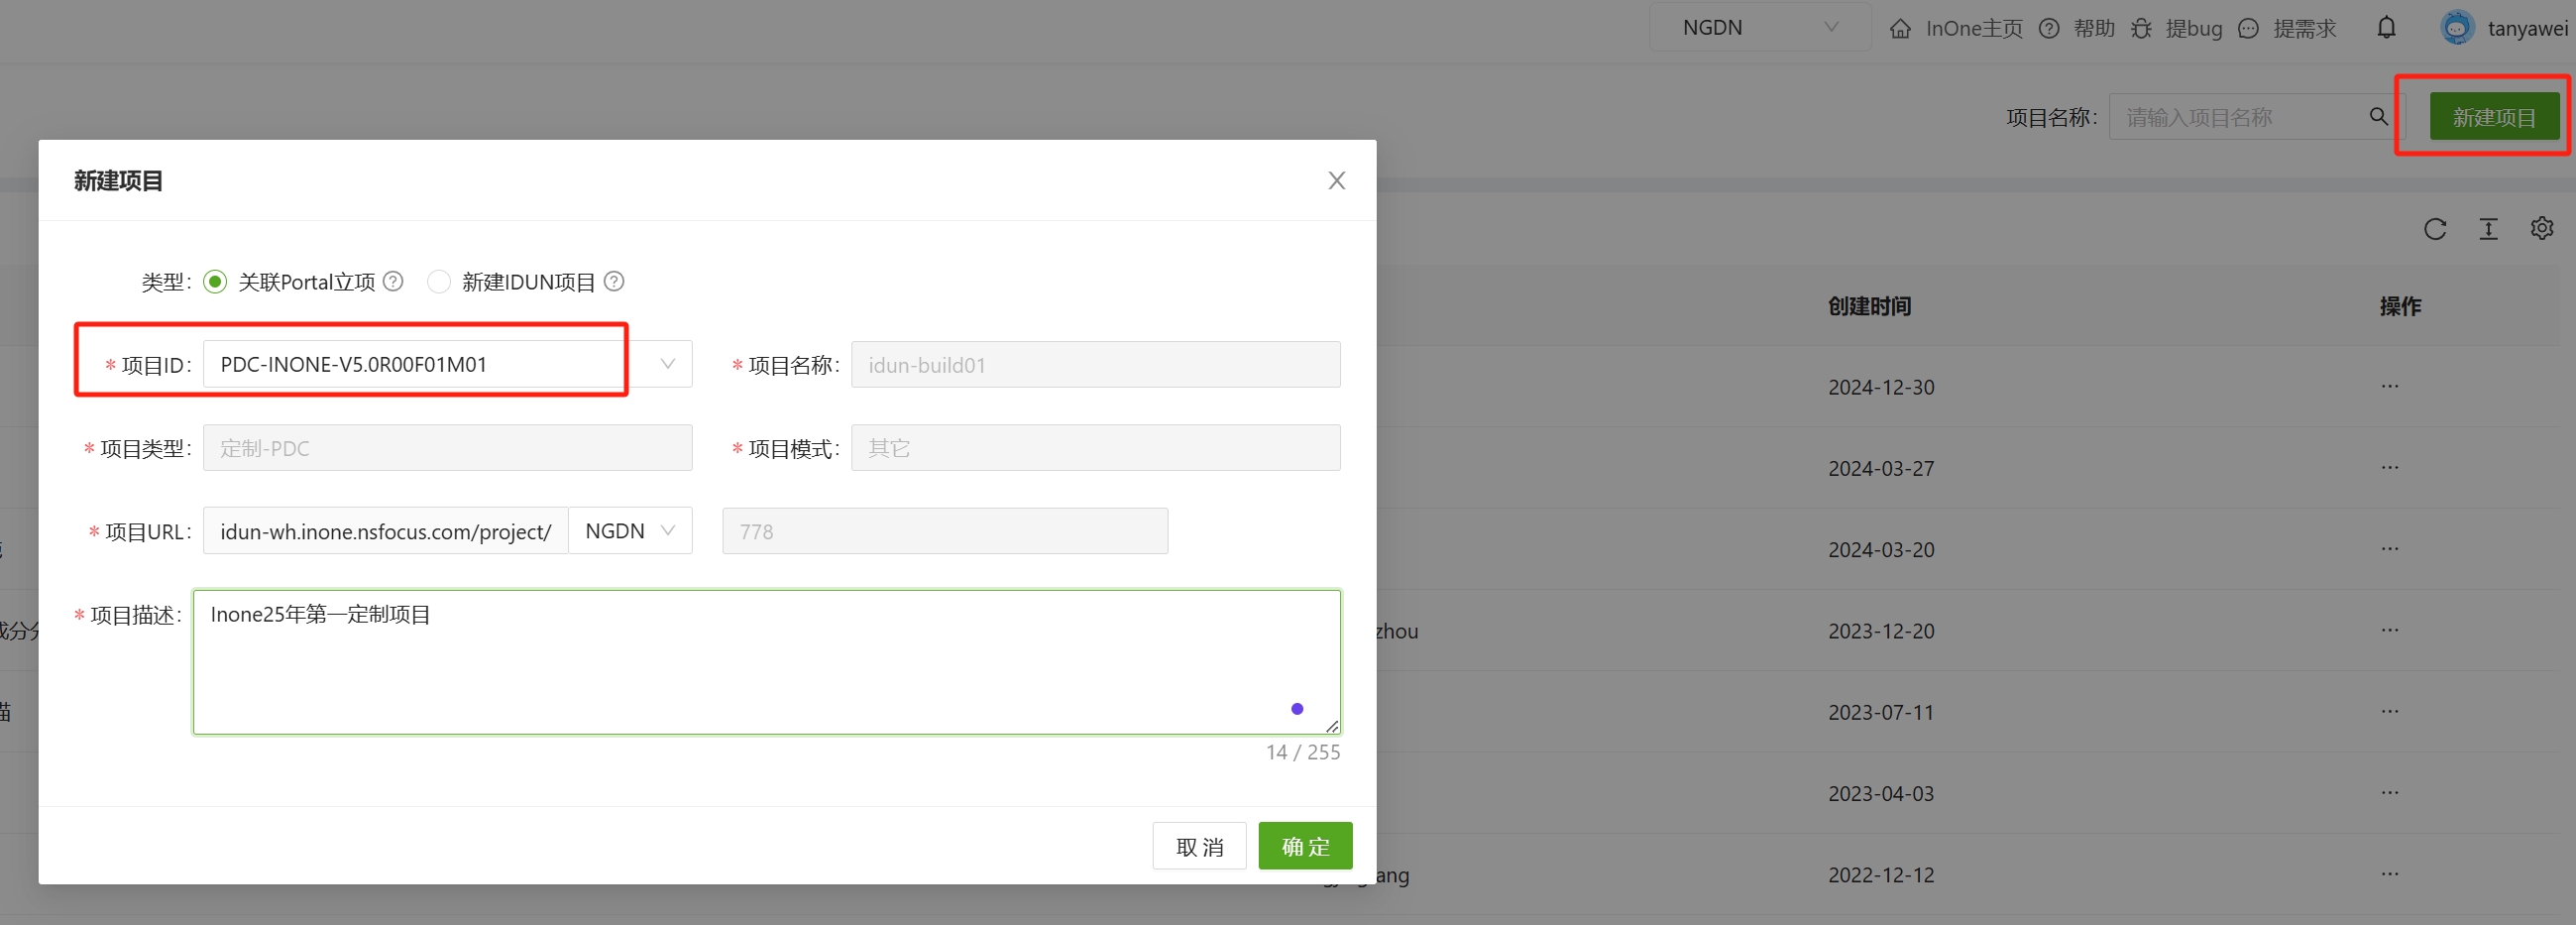 NGDN InOne主页 帮助 提bug 提需求 tanyawei
项目名称: 请输入项目名称 新建项目
新建项目
类型: 关联Portal立项 新建IDUN项目
创建时间 操作
* 项目ID: PDC-INONE-V5.0R00F01M01 * 项目名称: idun-build01
2024-12-30 ...
* 项目类型: 定制-PDC * 项目模式: 其它
2024-03-27 ...
* 项目URL: idun-wh.inone.nsfocus.com/project/ NGDN 778
2024-03-20 ...
* 项目描述: Inone25年第一定制项目
zhou 2023-12-20 ...
2023-07-11 ...
14 / 255
2023-04-03 ...
取 消 确 定
ang 2022-12-12 ...